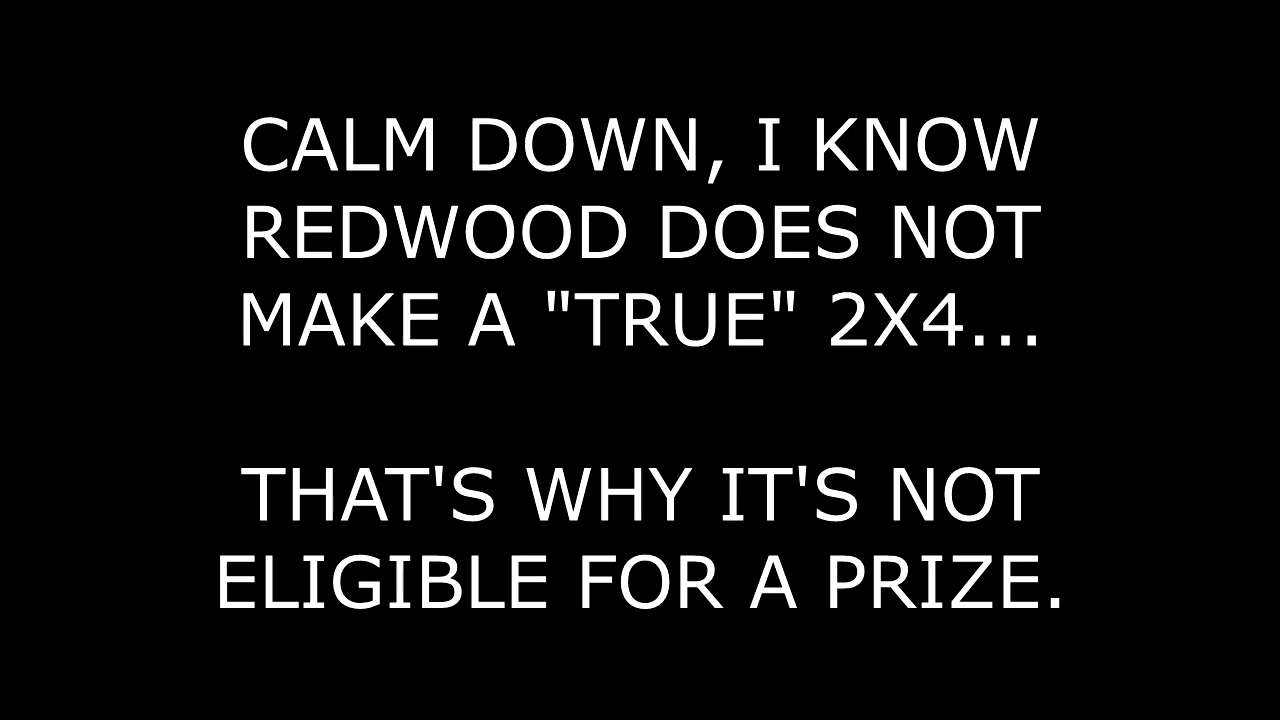 CALM DOWN, I KNOW
REDWOOD DOES NOT
MAKE A "TRUE" 2X4...
THAT'S WHY IT'S NOT
ELIGIBLE FOR A PRIZE.